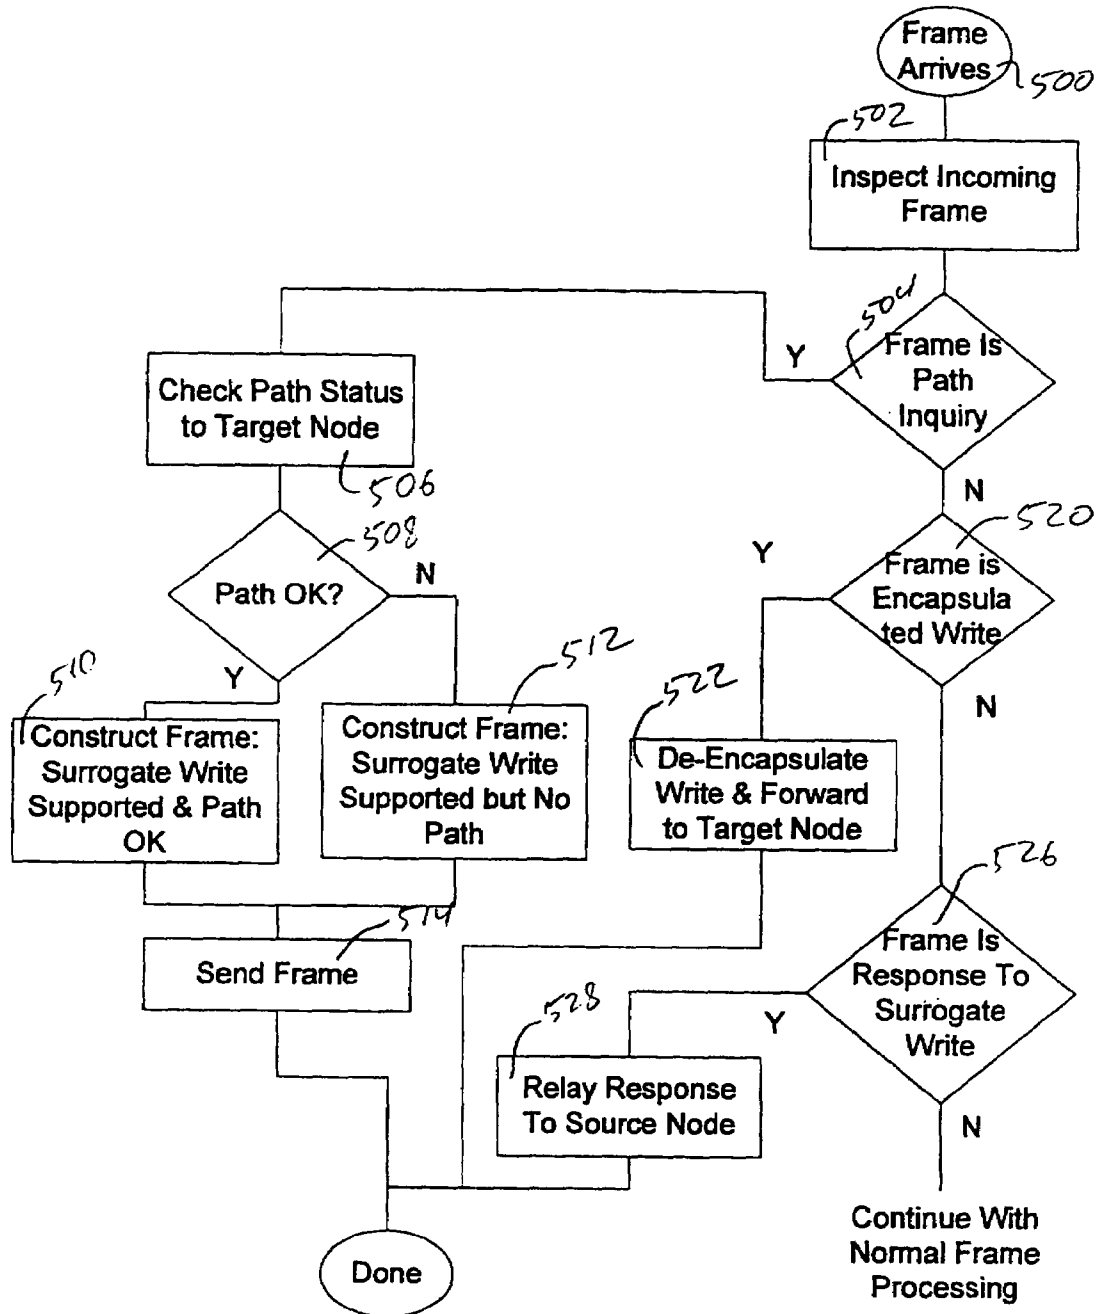 Frame
Arrives
500
502
Inspect Incoming
Frame
504
Frame Is
Path
Inquiry
Y
N
Check Path Status
to Target Node
506
508
Path OK?
N
Y
510
Construct Frame:
Surrogate Write
Supported & Path
OK
512
Construct Frame:
Surrogate Write
Supported but No
Path
514
Send Frame
520
Frame is
Encapsula
ted Write
Y
N
522
De-Encapsulate
Write & Forward
to Target Node
526
Frame Is
Response To
Surrogate
Write
Y
N
528
Relay Response
To Source Node
Continue With
Normal Frame
Processing
Done